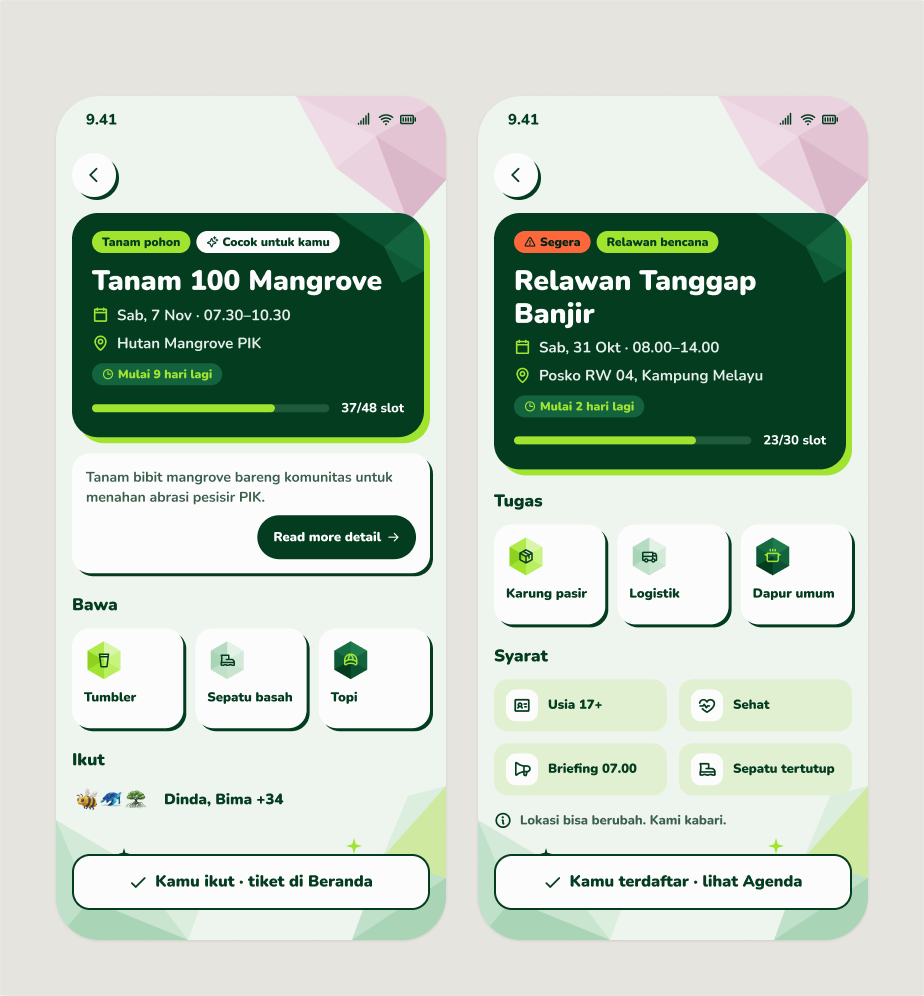 9.41
Tanam pohon
Cocok untuk kamu
Tanam 100 Mangrove
Sab, 7 Nov · 07.30–10.30
Hutan Mangrove PIK
Mulai 9 hari lagi
37/48 slot
Tanam bibit mangrove bareng komunitas untuk
menahan abrasi pesisir PIK.
Read more detail →
Bawa
Tumbler
Sepatu basah
Topi
Ikut
Dinda, Bima +34
Kamu ikut · tiket di Beranda
9.41
Segera
Relawan bencana
Relawan Tanggap
Banjir
Sab, 31 Okt · 08.00–14.00
Posko RW 04, Kampung Melayu
Mulai 2 hari lagi
23/30 slot
Tugas
Karung pasir
Logistik
Dapur umum
Syarat
Usia 17+
Sehat
Briefing 07.00
Sepatu tertutup
Lokasi bisa berubah. Kami kabari.
Kamu terdaftar · lihat Agenda